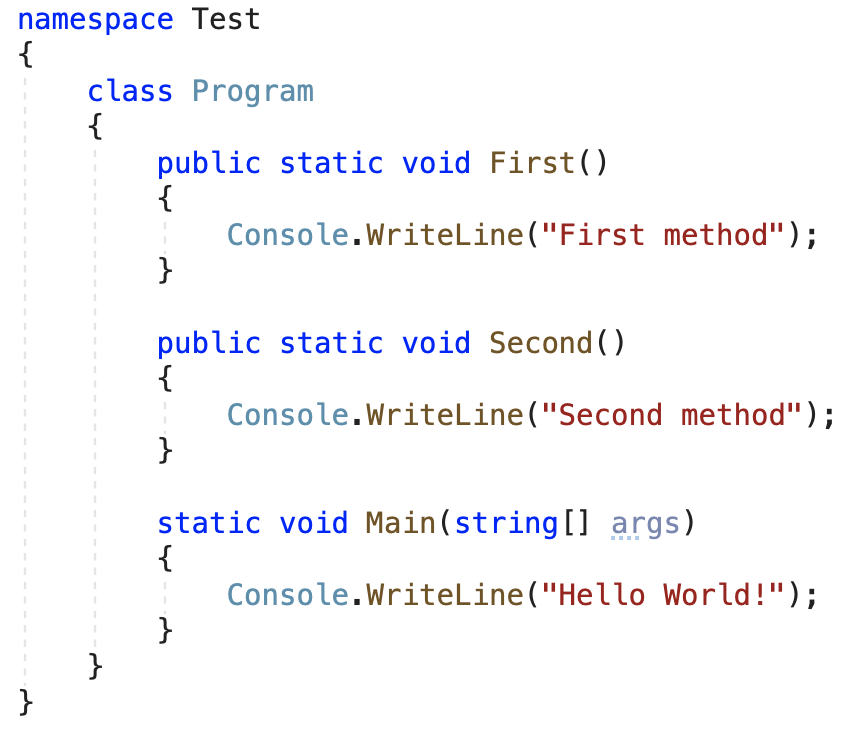 namespace Test
{
    class Program
    {
        public static void First()
        {
            Console.WriteLine("First method");
        }

        public static void Second()
        {
            Console.WriteLine("Second method");
        }

        static void Main(string[] args)
        {
            Console.WriteLine("Hello World!");
        }
    }
}